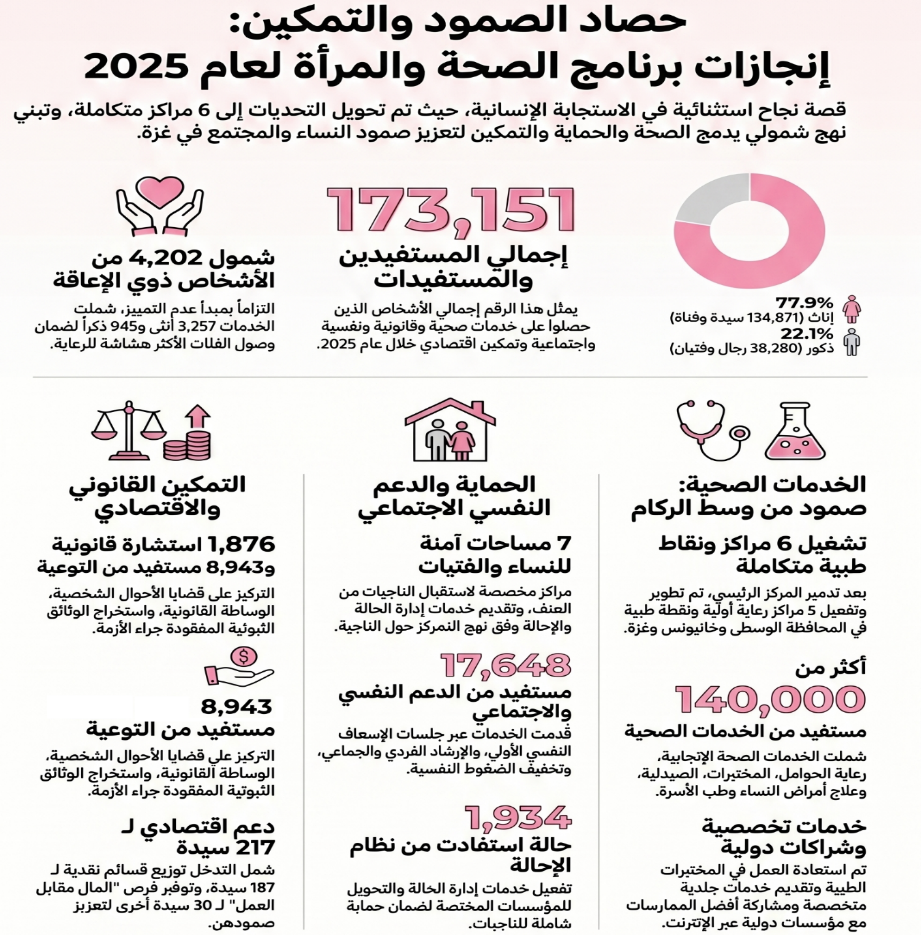 حصاد الصمود والتمكين:
إنجازات برنامج الصحة والمرأة لعام 2025
قصة نجاح استثنائية في الاستجابة الإنسانية، حيث تم تحويل التحديات إلى 6 مراكز متكاملة، وتبني
نهج شمولي يدمج الصحة والحماية والتمكين لتعزيز صمود النساء والمجتمع في غزة.
77.9%
إناث (134,871 سيدة وفتاة)
22.1%
ذكور (38,280 رجال وفتيان)
173,151
إجمالي المستفيدين
والمستفيدات
يمثل هذا الرقم إجمالي الأشخاص الذين
حصلوا على خدمات صحية وقانونية ونفسية
واجتماعية وتمكين اقتصادي خلال عام 2025.
شمول 4,202 من
الأشخاص ذوي الإعاقة
التزاماً بمبدأ عدم التمييز، شملت
الخدمات 3,257 أنثى و945 ذكراً لضمان
وصول الفلات الأكثر هشاشة للرعاية.
الخدمات الصحية:
صمود من وسط الركام
تشغيل 6 مراكز ونقاط
طبية متكاملة
بعد تدمير المركز الرئيسي، تم تطوير
وتفعيل 5 مراكز رعاية أولية ونقطة طبية
في المحافظة الوسطى وخانيونس وغزة.
أكثر من
140,000
مستفيد من الخدمات الصحية
شملت الخدمات الصحة الإتجابية،
رعاية الحوامل، المختبرات، الصيدلية،
وعلاج أمراض النساء وطب الأسرة.
خدمات تخصصية
وشراكات دولية
تم استعادة العمل في المختبرات
الطبية وتقديم خدمات جلدية
متخصصة ومشاركة أفضل الممارسات
مع مؤسسات دولية عبر الإنترنت.
الحماية والدعم
النفسي الاجتماعي
7 مساحات آمنة
للنساء والفتيات
مراكز مخصصة لاستقبال الناجيات من
العنف، وتقديم خدمات إدارة الحالة
والإحالة وفق نهج النمركز حول الناجية.
17,648
مستفيد من الدعم النفسي
والاجتماعي
قدمت الخدمات عبر جلسات الإسعاف
النفسي الأولي، والإرشاد الفردي والجماعي،
وتخفيف الضغوط النفسية.
1,934
حالة استفادت من نظام
الإحالة
تفعيل خدمات إدارة الخالة والتحويل
للمؤسسات المختصة لضمان حمابة
شاملة للناجبات.
التمكين القانوني
والاقتصادي
1,876 استشارة قانونية
و8,943 مستفيد من التوعية
التركيز على قضايا الأحوال الشخصية،
الوساطة القانونية، واستخراج الوثائق
الثبوتية المفقودة جراء الأزمة.
8,943
مستفيد من التوعية
التركيز على قضايا الأحوال الشخصية،
الوساطة القانونية، واستخراج الوثائق
الثبوتية المفقودة جراء الأزمة.
دعم اقتصادي لـ
217 سيدة
شمل التدخل توزيع قسائم نقدية لـ
187 سيدة، وتوفير فرص "المال مقابل
العمل" لـ 30 سيدة أخرى لتعزيز
صمودهن.